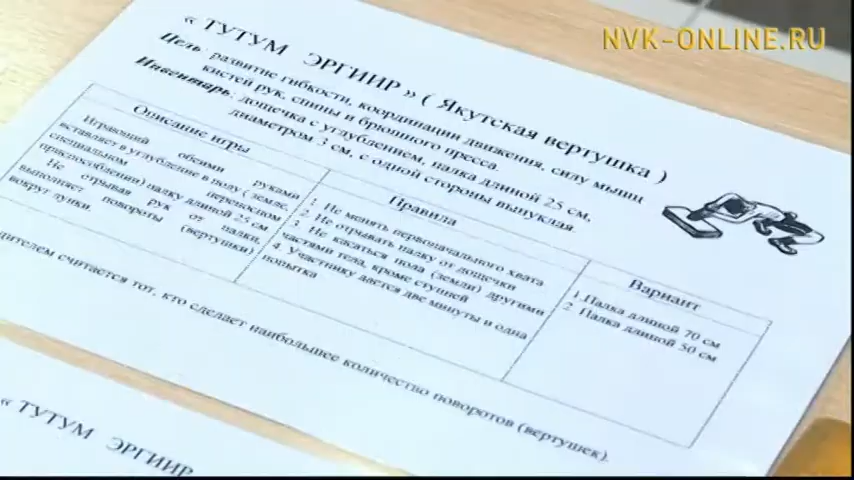 NVK-ONLINE.RU
« ТУТУМ ЭРГИИР » ( Якутская вертушка )
Цель: развитие гибкости, координации движения, силу мышц
кистей рук, спины и брюшного пресса.
Инвентарь: дощечка с углублением, палка длиной 25 см,
диаметром 3 см, с одной стороны выпуклая.
Описание игры
Играющий обеими руками
вставляет в углубление в полу ( земле,
специальном переносном
приспособлении) палку длиной 25 см
Не отрывая рук от палки,
выполняет повороты (вертушки)
вокруг лунки.
Правила
1. Не менять первоначального хвата
2. Не отрывать палку от дощечки
3. Не касаться пола (земли) другими
частями тела, кроме ступней
4. Участнику дается две минуты и одна
попытка
Вариант
1.Палка длиной 70 см
2. Палка длиной 50 см
дителем считается тот, кто сделает наибольшее количество поворотов (вертушек).
« ТУТУМ ЭРГИИР